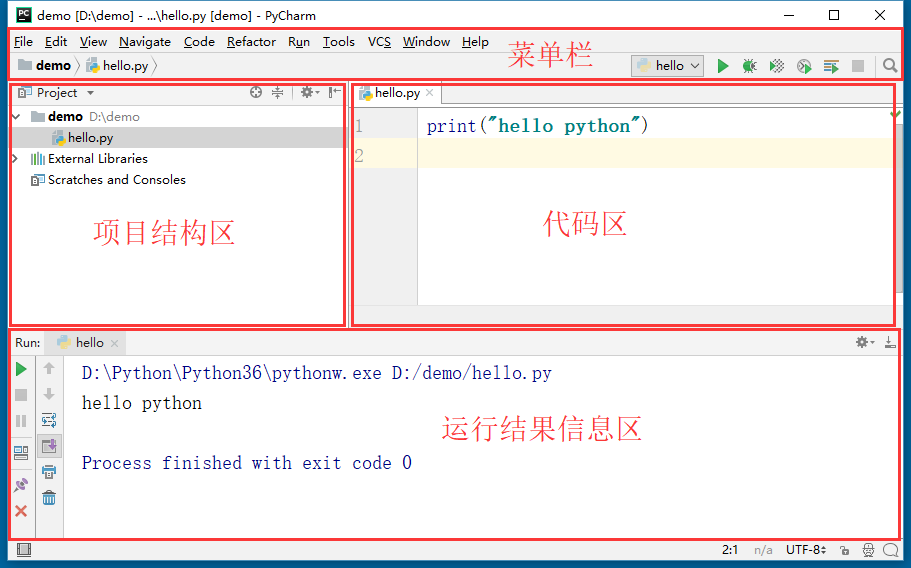 demo [D:\demo] - ...\hello.py [demo] - PyCharm
File Edit View Navigate Code Refactor Run Tools VCS Window Help
菜单栏
demo hello.py hello
Project
hello.py
demo D:\demo
hello.py
External Libraries
Scratches and Consoles
项目结构区
1 print("hello python")
2
代码区
Run: hello
D:\Python\Python36\pythonw.exe D:/demo/hello.py
hello python
运行结果信息区
Process finished with exit code 0
2:1 n/a UTF-8